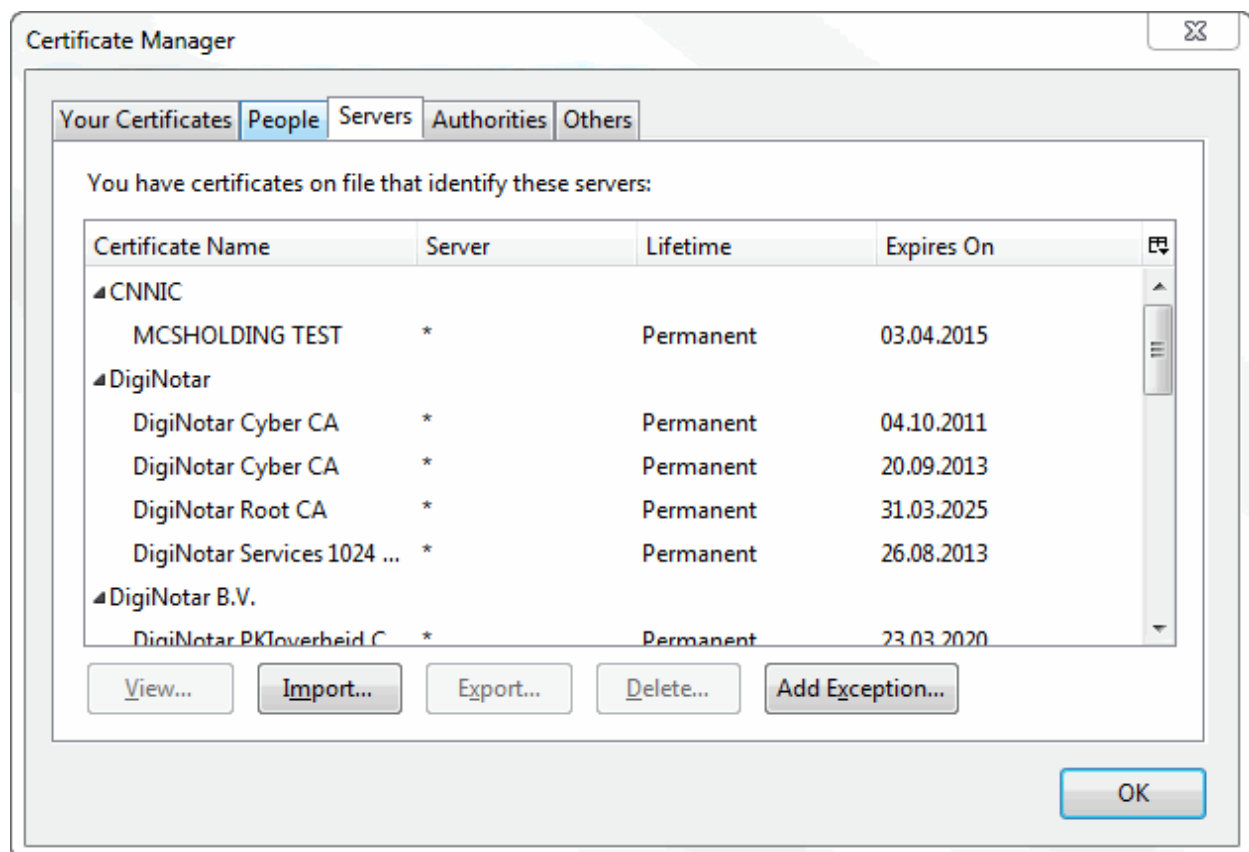 Certificate Manager
Your Certificates People Servers Authorities Others
You have certificates on file that identify these servers:
Certificate Name Server Lifetime Expires On
CNNIC
MCSHOLDING TEST * Permanent 03.04.2015
DigiNotar
DigiNotar Cyber CA * Permanent 04.10.2011
DigiNotar Cyber CA * Permanent 20.09.2013
DigiNotar Root CA * Permanent 31.03.2025
DigiNotar Services 1024 ... * Permanent 26.08.2013
DigiNotar B.V.
DigiNotar PKIoverheid C... * Permanent 23.03.2020
View... Import... Export... Delete... Add Exception...
OK